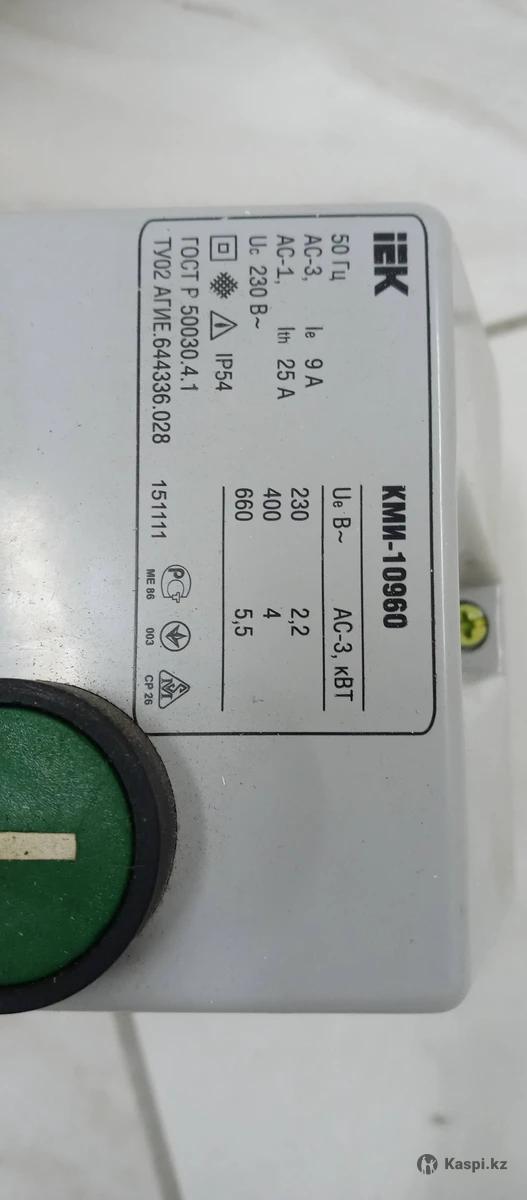 IEK
КМИ-10960
50 Гц
АС-3, Ie 9 А
АС-1, Ith 25 А
Uc 230 В~
IP54
ГОСТ Р 50030.4.1
ТУ02 АГИЕ.644336.028
Ue В~ АС-3, кВТ
230 2,2
400 4
660 5,5
151111
МЕ 86
003
СР 26
Kaspi.kz